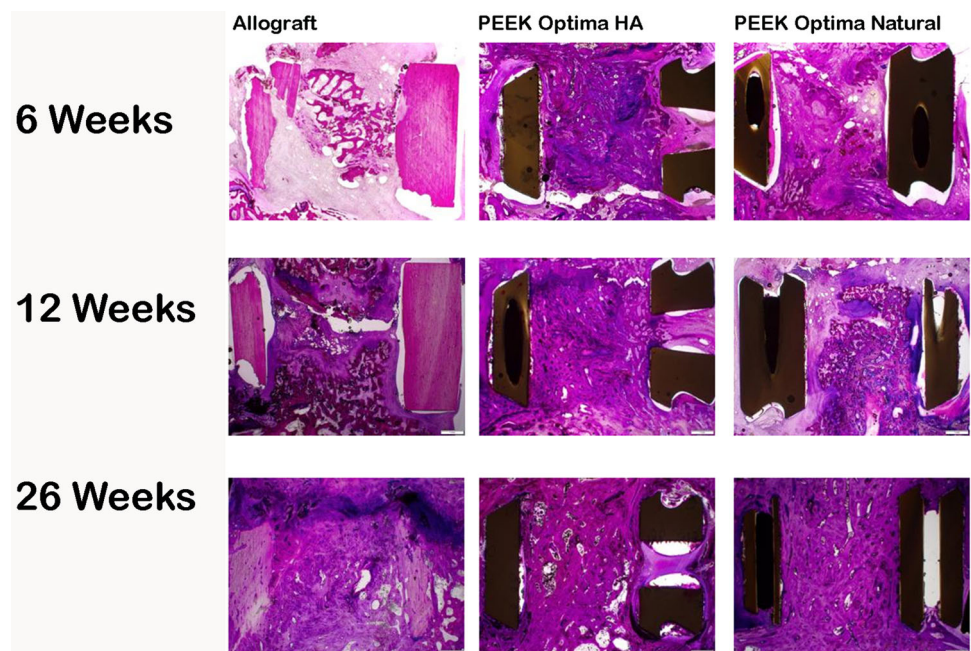 Allograft
PEEK Optima HA
PEEK Optima Natural
6 Weeks
12 Weeks
26 Weeks